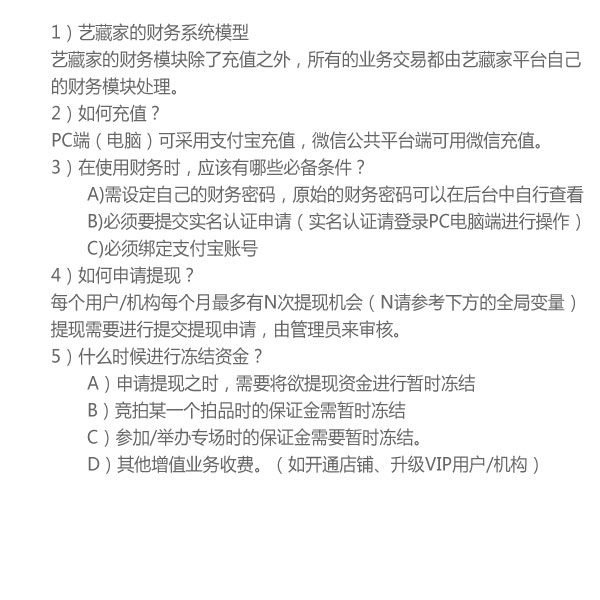 1）艺藏家的财务系统模型
艺藏家的财务模块除了充值之外，所有的业务交易都由艺藏家平台自己
的财务模块处理。
2）如何充值？
PC端（电脑）可采用支付宝充值，微信公共平台端可用微信充值。
3）在使用财务时，应该有哪些必备条件？
A)需设定自己的财务密码，原始的财务密码可以在后台中自行查看
B)必须要提交实名认证申请（实名认证请登录PC电脑端进行操作）
C)必须绑定支付宝账号
4）如何申请提现？
每个用户/机构每个月最多有N次提现机会（N请参考下方的全局变量）
提现需要进行提交提现申请，由管理员来审核。
5）什么时候进行冻结资金？
A）申请提现之时，需要将欲提现资金进行暂时冻结
B）竞拍某一个拍品时的保证金需暂时冻结
C）参加/举办专场时的保证金需要暂时冻结。
D）其他增值业务收费。（如开通店铺、升级VIP用户/机构）